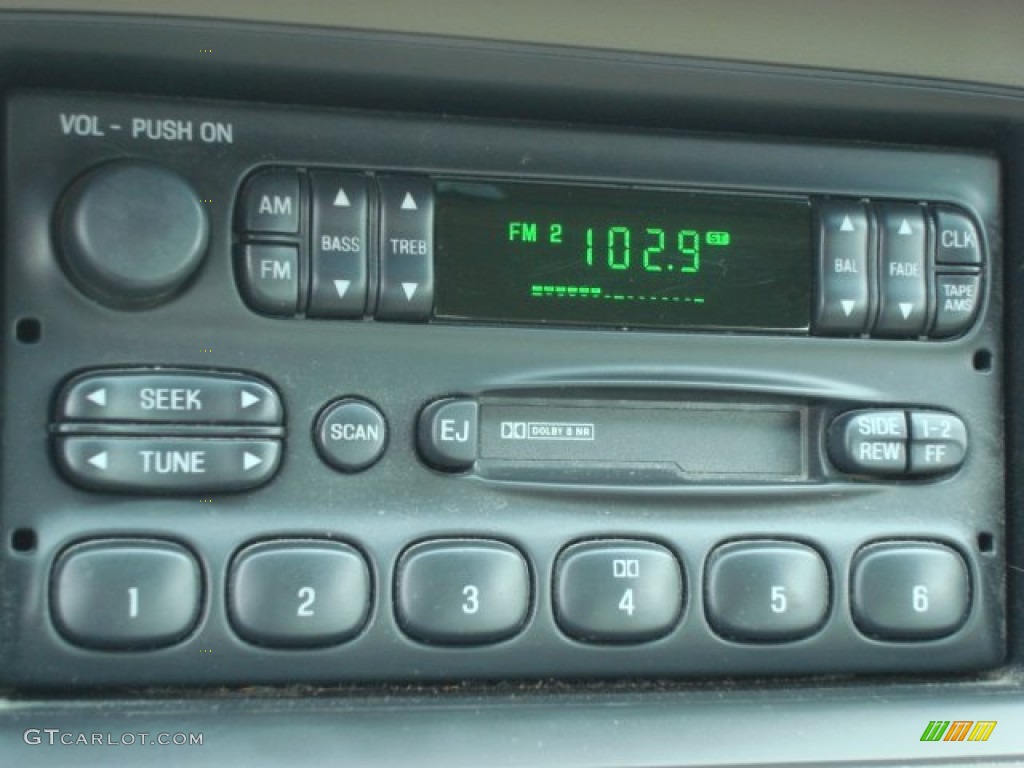 VOL - PUSH ON
AM
FM
BASS
TREB
FM 2 102.9 ST
BAL
FADE
CLK
TAPE
AMS
SEEK
TUNE
SCAN
EJ
DOLBY B NR
SIDE 1-2
REW FF
1 2 3 4 5 6
GTCARLOT.COM